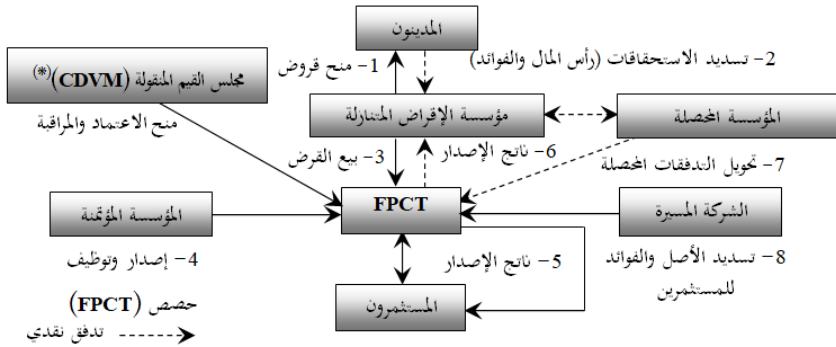 المدينون
مجلس القيم المنقولة (CDVM)(*)
1- منح قروض
2- تسديد الاستحقاقات (رأس المال والفوائد)
مؤسسة الإقراض المتنازلة
المؤسسة المحصلة
منح الاعتماد والمراقبة
3- بيع القرض
6- ناتج الإصدار
7- تحويل التدفقات المحصلة
المؤسسة المؤتمنة
FPCT
الشركة المسيرة
4- إصدار وتوظيف
حصص (FPCT)
5- ناتج الإصدار
8- تسديد الأصل والفوائد
للمستثمرين
المستثمرون
تدفق نقدي